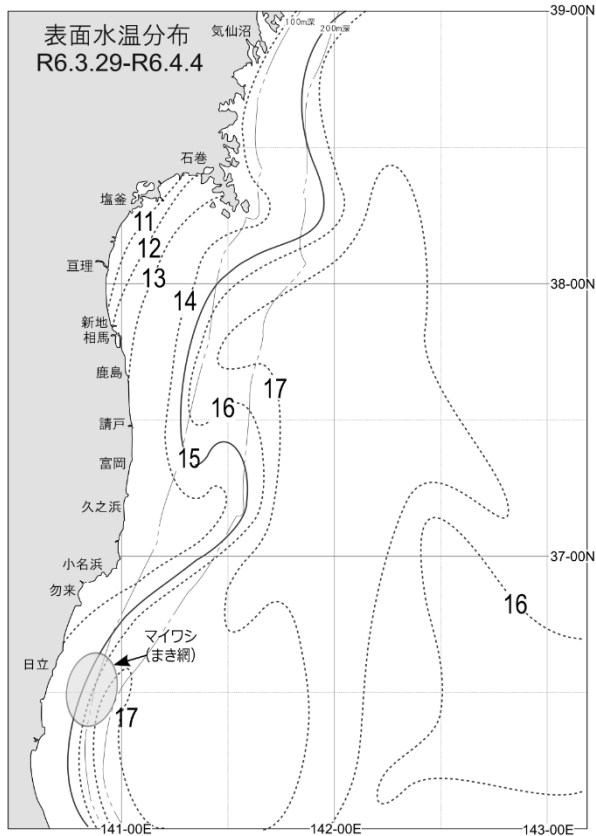 表面水温分布
R6.3.29-R6.4.4
気仙沼
100m深
200m深
39-00N
石巻
塩釜
11
12
亘理
13
38-00N
14
新地
相馬
鹿島
17
16
請戸
15
富岡
久之浜
37-00N
小名浜
勿来
16
マイワシ
(まき網)
日立
17
141-00E
142-00E
143-00E